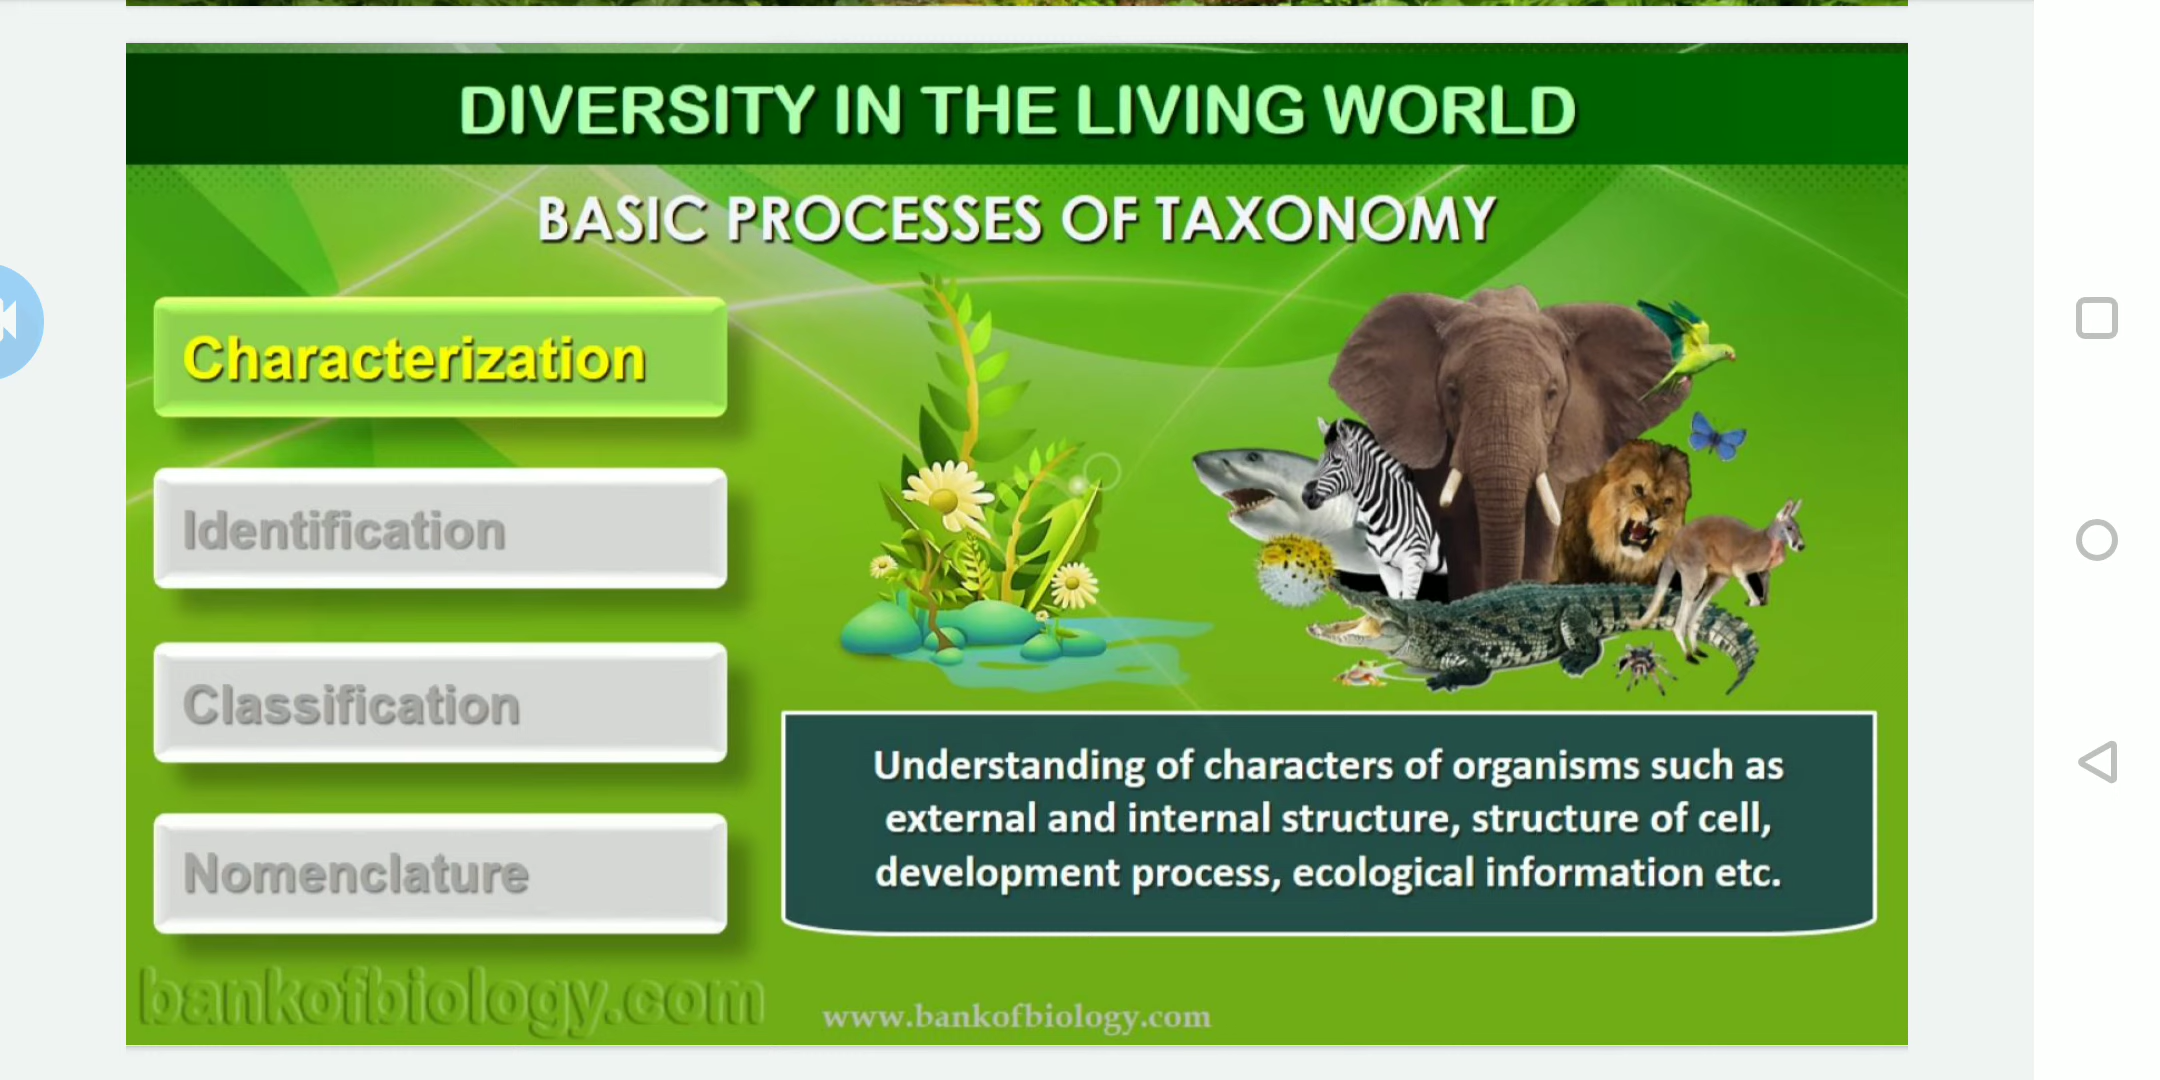 DIVERSITY IN THE LIVING WORLD
BASIC PROCESSES OF TAXONOMY
Characterization
Identification
Classification
Nomenclature
Understanding of characters of organisms such as
external and internal structure, structure of cell,
development process, ecological information etc.
bankofbiology.com
www.bankofbiology.com